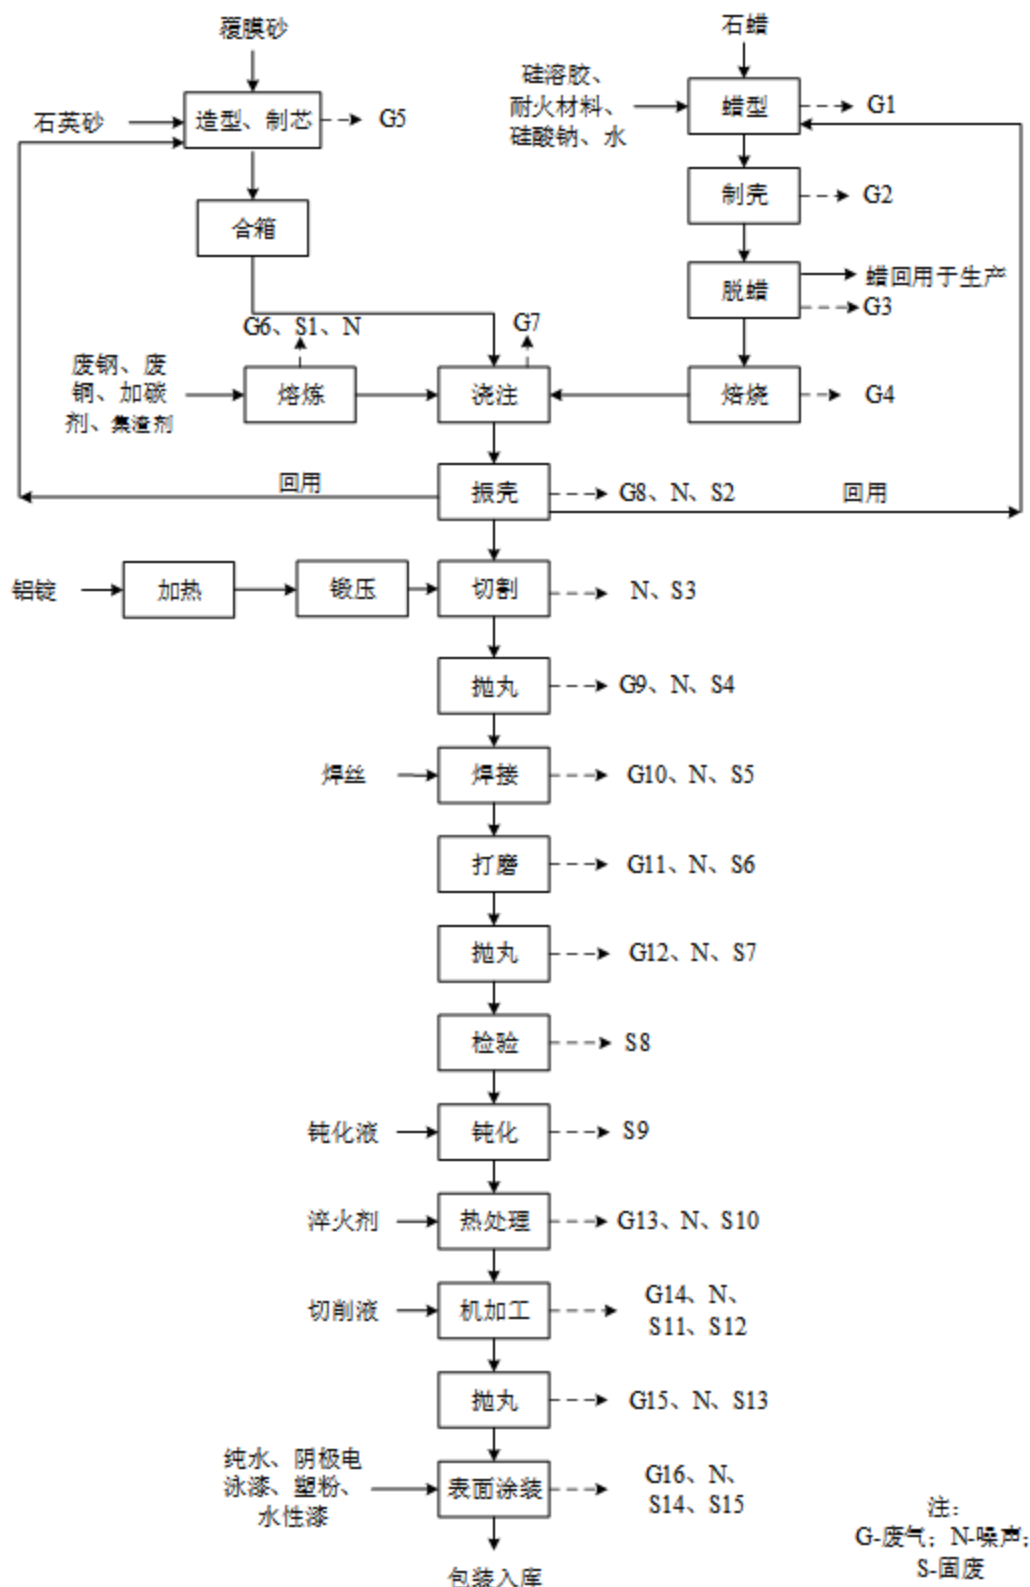 覆膜砂
石蜡
硅溶胶、
耐火材料、
硅酸钠、水
蜡型
G1
石英砂
造型、制芯
G5
制壳
G2
合箱
脱蜡
蜡回用于生产
G3
G6、S1、N
G7
废钢、废
铜、加碳
剂、集渣剂
熔炼
浇注
焙烧
G4
回用
振壳
G8、N、S2
回用
铝锭
加热
锻压
切割
N、S3
抛丸
G9、N、S4
焊丝
焊接
G10、N、S5
打磨
G11、N、S6
抛丸
G12、N、S7
检验
S8
钝化液
钝化
S9
淬火剂
热处理
G13、N、S10
切削液
机加工
G14、N、
S11、S12
抛丸
G15、N、S13
纯水、阴极电
泳漆、塑粉、
水性漆
表面涂装
G16、N、
S14、S15
包装入库
注：
G-废气；N-噪声；
S-固废